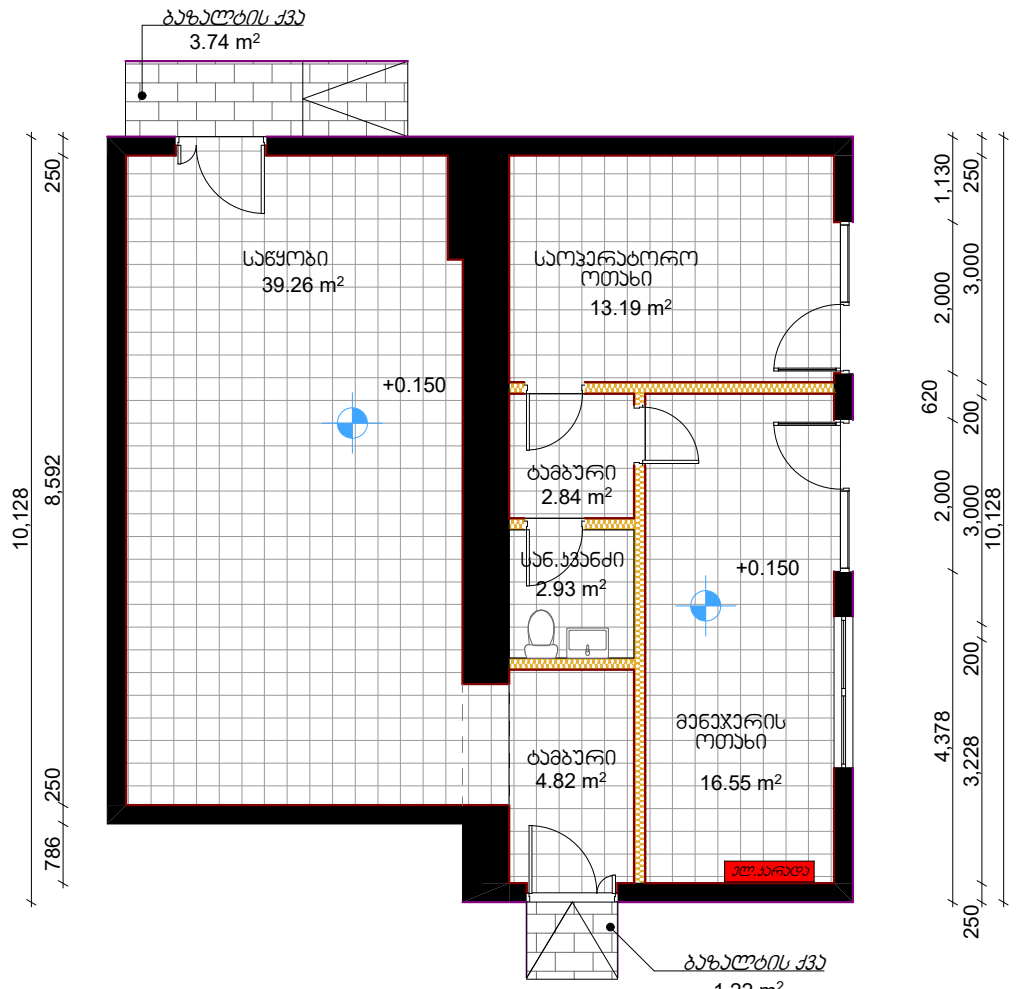 ბაზალტის ქვა
3.74 m²
250
8,592
10,128
250
786
საწყობი
39.26 m²
+0.150
საოპერატორო
ოთახი
13.19 m²
ტამბური
2.84 m²
სან.კვანძი
2.93 m²
+0.150
მენეჯერის
ოთახი
16.55 m²
ტამბური
4.82 m²
ელ.კარადა
1,130
250
2,000
3,000
620
200
2,000
3,000
10,128
200
4,378
3,228
250
ბაზალტის ქვა